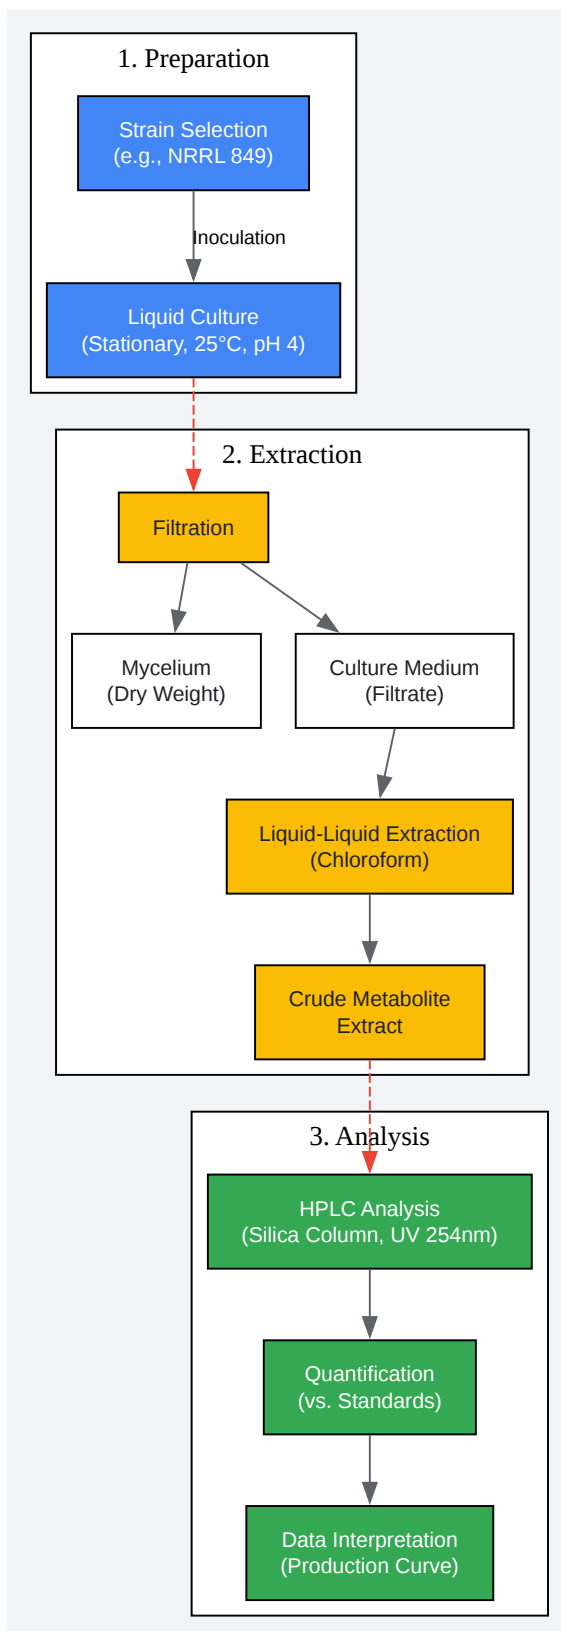 1. Preparation
Strain Selection
(e.g., NRRL 849)
Inoculation
Liquid Culture
(Stationary, 25°C, pH 4)
2. Extraction
Filtration
Mycelium
(Dry Weight)
Culture Medium
(Filtrate)
Liquid-Liquid Extraction
(Chloroform)
Crude Metabolite
Extract
3. Analysis
HPLC Analysis
(Silica Column, UV 254nm)
Quantification
(vs. Standards)
Data Interpretation
(Production Curve)